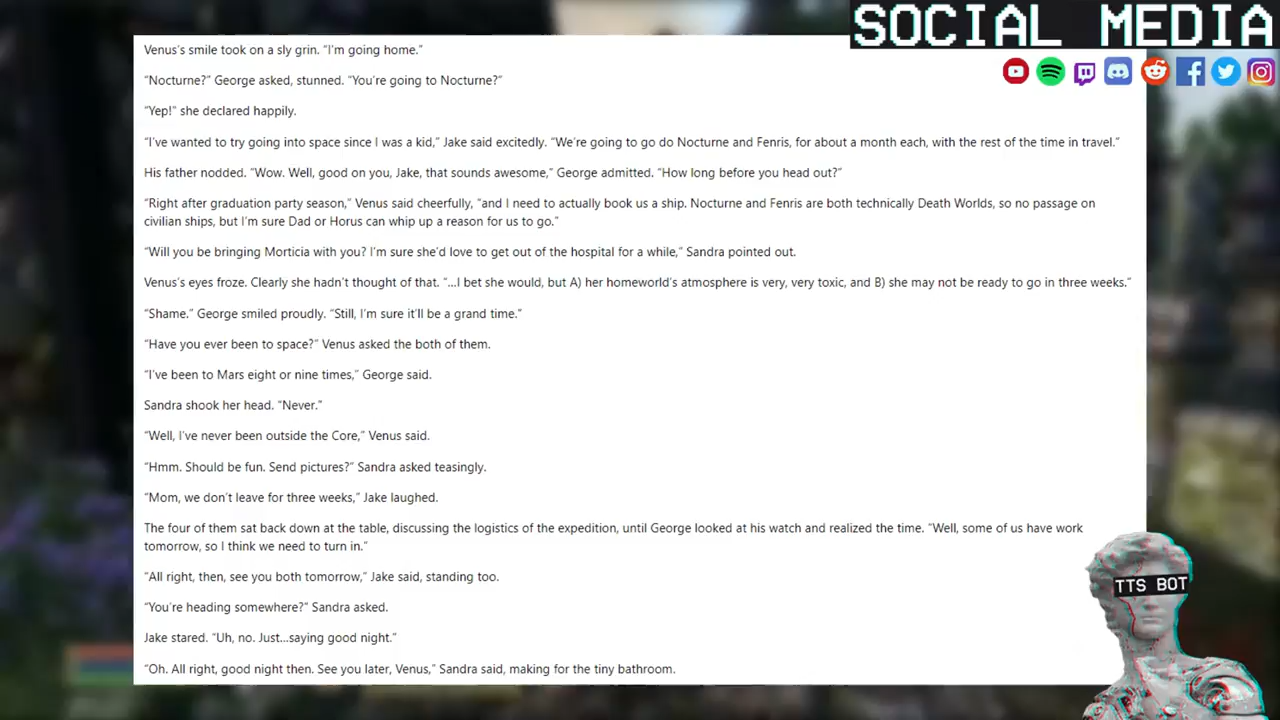 SOCIAL MEDIA
Venus's smile took on a sly grin. "I'm going home."
"Nocturne?" George asked, stunned. "You're going to Nocturne?"
"Yep!" she declared happily.
"I've wanted to try going into space since I was a kid," Jake said excitedly. "We're going to go do Nocturne and Fenris, for about a month each, with the rest of the time in travel."
His father nodded. "Wow. Well, good on you, Jake, that sounds awesome," George admitted. "How long before you head out?"
"Right after graduation party season," Venus said cheerfully, "and I need to actually book us a ship. Nocturne and Fenris are both technically Death Worlds, so no passage on
civilian ships, but I'm sure Dad or Horus can whip up a reason for us to go."
"Will you be bringing Morticia with you? I'm sure she'd love to get out of the hospital for a while," Sandra pointed out.
Venus's eyes froze. Clearly she hadn't thought of that. "…I bet she would, but A) her homeworld's atmosphere is very, very toxic, and B) she may not be ready to go in three weeks."
"Shame." George smiled proudly. "Still, I'm sure it'll be a grand time."
"Have you ever been to space?" Venus asked the both of them.
"I've been to Mars eight or nine times," George said.
Sandra shook her head. "Never."
"Well, I've never been outside the Core," Venus said.
"Hmm. Should be fun. Send pictures?" Sandra asked teasingly.
"Mom, we don't leave for three weeks," Jake laughed.
The four of them sat back down at the table, discussing the logistics of the expedition, until George looked at his watch and realized the time. "Well, some of us have work
tomorrow, so I think we need to turn in."
"All right, then, see you both tomorrow," Jake said, standing too.
"You're heading somewhere?" Sandra asked.
Jake stared. "Uh, no. Just…saying good night."
"Oh. All right, good night then. See you later, Venus," Sandra said, making for the tiny bathroom.
TTS BOT